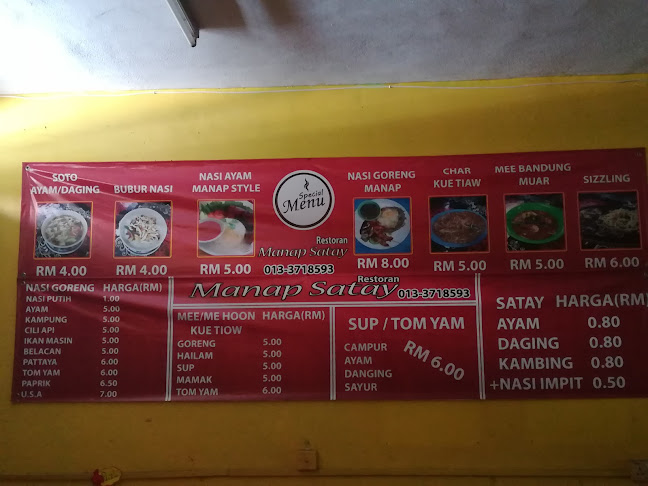 SOTO
AYAM/DAGING
RM 4.00
BUBUR NASI
RM 4.00
NASI AYAM
MANAP STYLE
RM 5.00
Special
Menu
Restoran
Manap Satay
013-3718593
NASI GORENG
MANAP
RM 8.00
CHAR
KUE TIAW
RM 5.00
MEE BANDUNG
MUAR
RM 5.00
SIZZLING
RM 6.00
Restoran
Manap Satay 013-3718593
NASI GORENG HARGA(RM)
NASI PUTIH 1.00
AYAM 5.00
KAMPUNG 5.00
CILI API 5.00
IKAN MASIN 5.00
BELACAN 5.00
PATTAYA 6.00
TOM YAM 6.00
PAPRIK 6.50
U.S.A 7.00
MEE/ME HOON HARGA(RM)
KUE TIOW
GORENG 5.00
HAILAM 5.00
SUP 5.00
MAMAK 5.00
TOM YAM 6.00
SUP / TOM YAM
CAMPUR
AYAM
DANGING
SAYUR
RM 6.00
SATAY HARGA(RM)
AYAM 0.80
DAGING 0.80
KAMBING 0.80
+NASI IMPIT 0.50